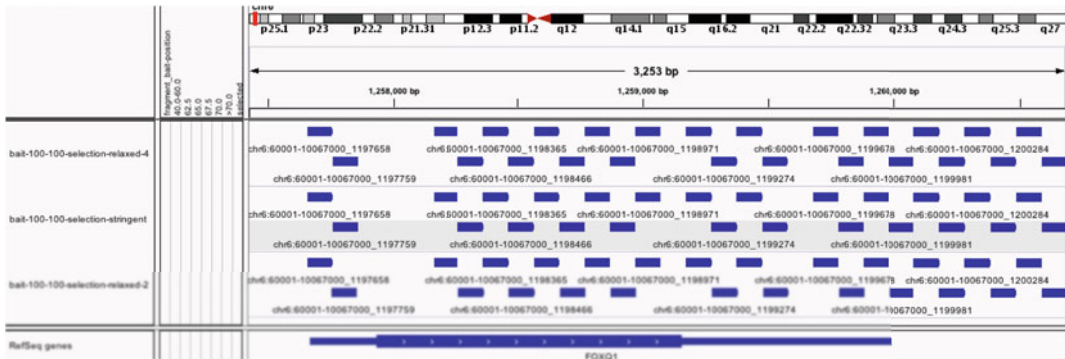 chr6
p25.1 p23 p22.2 p21.31 p12.3 p11.2 q12 q14.1 q15 q16.2 q21 q22.2 q22.32 q23.3 q24.3 q25.3 q27
fragment_bait-position
40.0-60.0
62.5
65.0
67.5
70.0
>70.0
selected
3,253 bp
1,258,000 bp 1,259,000 bp 1,260,000 bp
bait-100-100-selection-relaxed-4
chr6:60001-10067000_1197658 chr6:60001-10067000_1198365 chr6:60001-10067000_1198971 chr6:60001-10067000_1199678 chr6:60001-10067000_1200284
chr6:60001-10067000_1197759 chr6:60001-10067000_1198466 chr6:60001-10067000_1199274 chr6:60001-10067000_1199981
bait-100-100-selection-stringent
chr6:60001-10067000_1197658 chr6:60001-10067000_1198365 chr6:60001-10067000_1198971 chr6:60001-10067000_1199678 chr6:60001-10067000_1200284
chr6:60001-10067000_1197759 chr6:60001-10067000_1198466 chr6:60001-10067000_1199274 chr6:60001-10067000_1199981
bait-100-100-selection-relaxed-2
chr6:60001-10067000_1197658 chr6:60001-10067000_1198365 chr6:60001-10067000_1198971 chr6:60001-10067000_1199678 chr6:60001-10067000_1200284
chr6:60001-10067000_1197759 chr6:60001-10067000_1198466 chr6:60001-10067000_1199274 chr6:60001-10067000_1199981
RefSeq genes
FOXQ1